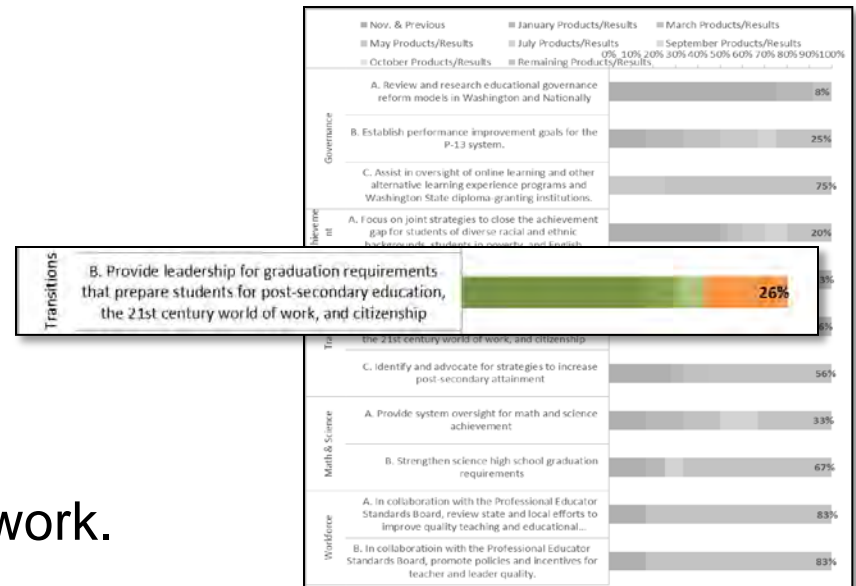 Nov. & Previous January Products/Results March Products/Results
May Products/Results July Products/Results September Products/Results
0% 10% 20% 30% 40% 50% 60% 70% 80% 90%100%
October Products/Results Remaining Products/Results
Governance
A. Review and research educational governance
reform models in Washington and Nationally
8%
B. Establish performance improvement goals for the
P-13 system.
25%
C. Assist in oversight of online learning and other
alternative learning experience programs and
Washington State diploma-granting institutions.
75%
A. Focus on joint strategies to close the achievement
gap for students of diverse racial and ethnic
backgrounds, students in poverty, and English
20%
Transitions
B. Provide leadership for graduation requirements
that prepare students for post-secondary education,
the 21st century world of work, and citizenship
26%
the 21st century world of work, and citizenship
C. Identify and advocate for strategies to increase
post-secondary attainment
56%
Math & Science
A. Provide system oversight for math and science
achievement
33%
B. Strengthen science high school graduation
requirements
67%
work.
Workforce
A. In collaboration with the Professional Educator
Standards Board, review state and local efforts to
improve quality teaching and educational...
83%
B. In collaboratioin with the Professional Educator
Standards Board, promote policies and incentives for
teacher and leader quality.
83%